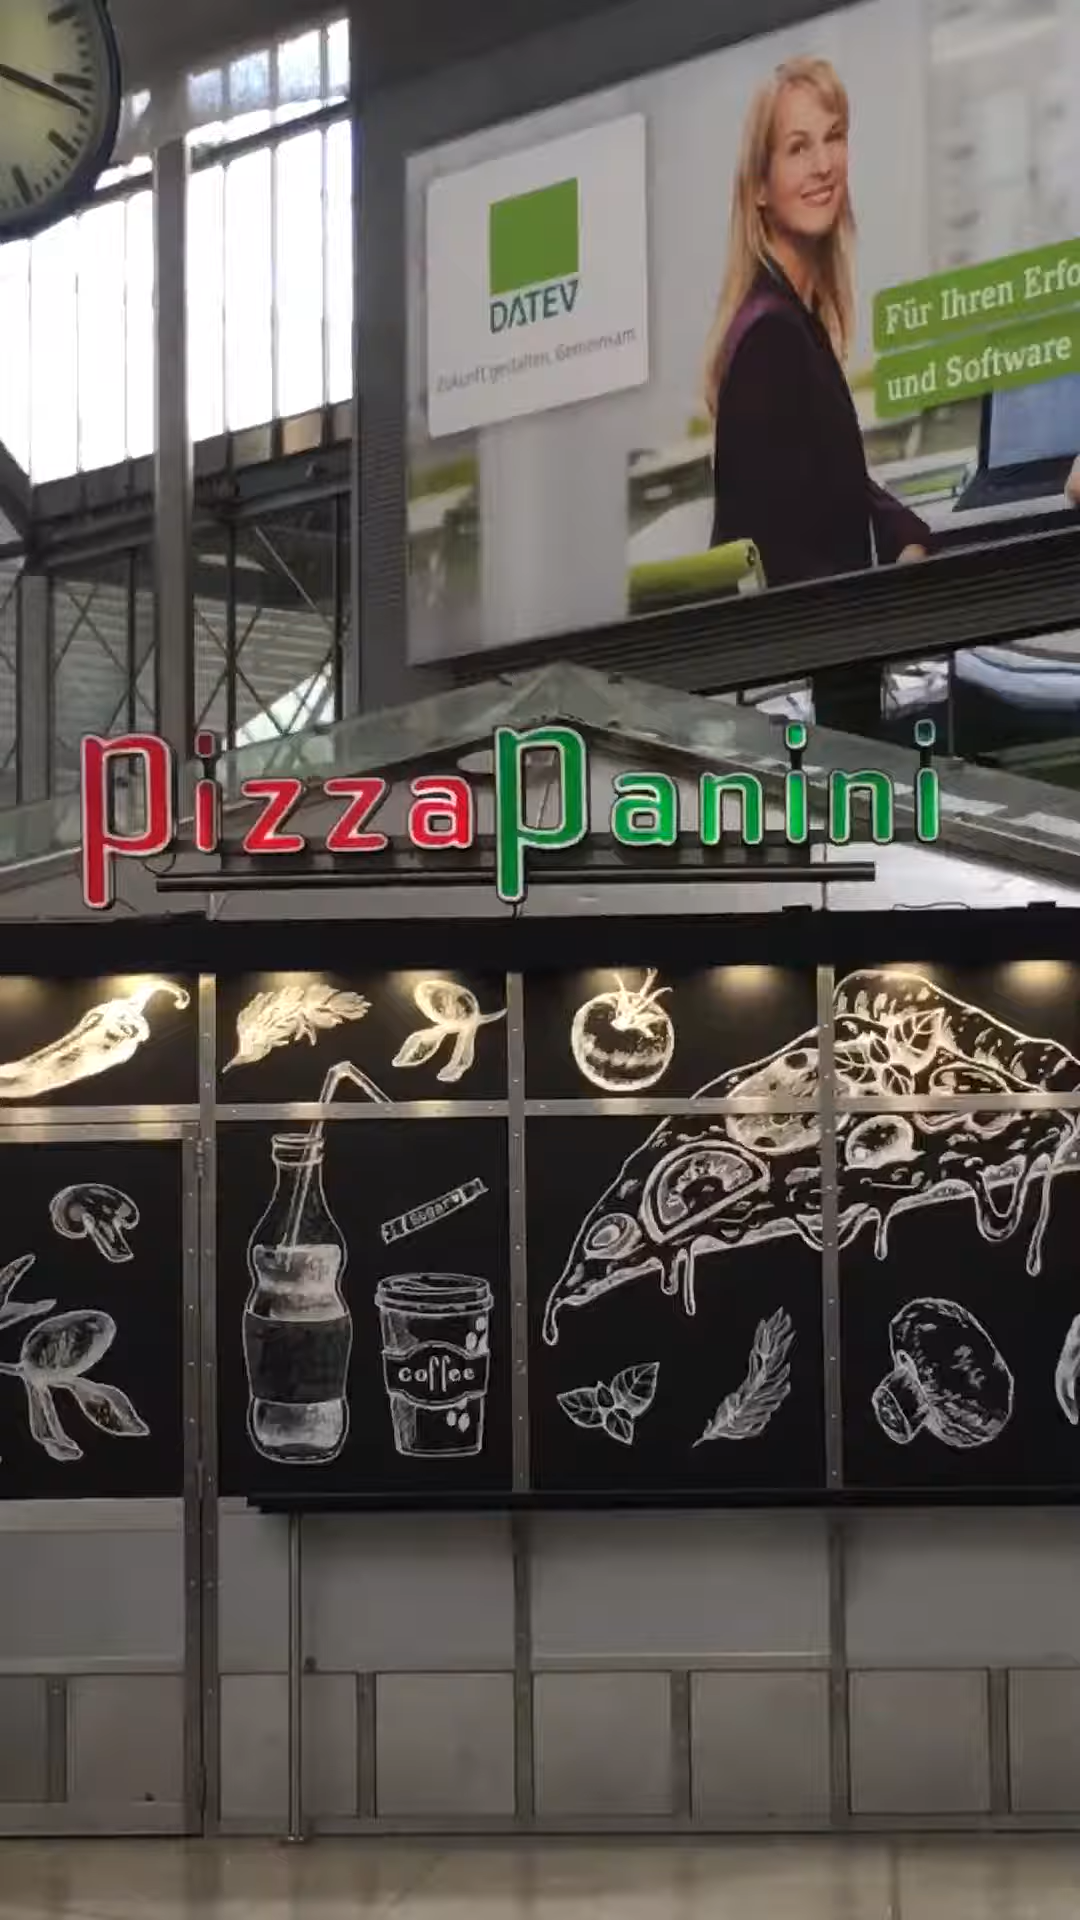 DATEV
Zukunft gestalten. Gemeinsam
Für Ihren Erfo
und Software
PizzaPanini
Sugar
coffee